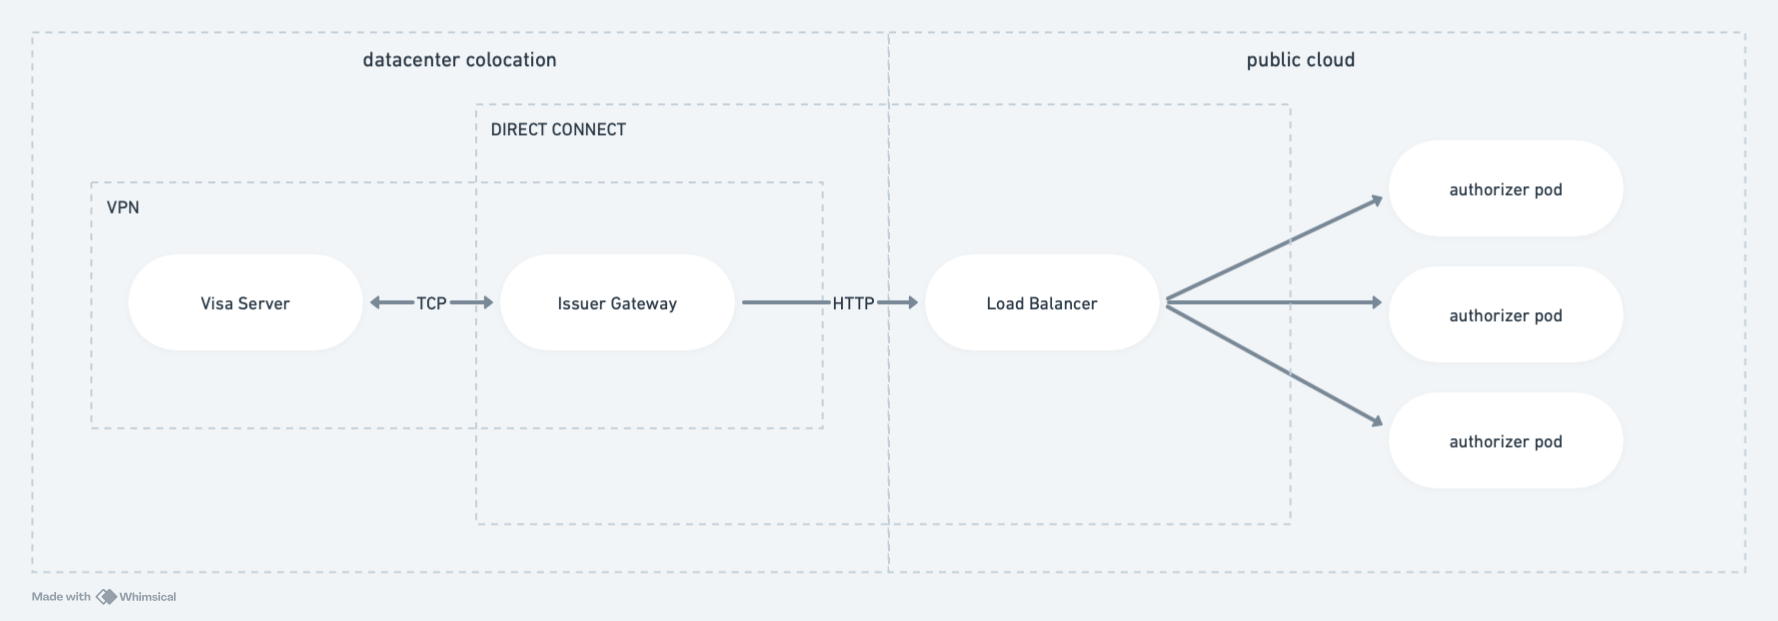 datacenter colocation
public cloud
DIRECT CONNECT
VPN
Visa Server
TCP
Issuer Gateway
HTTP
Load Balancer
authorizer pod
authorizer pod
authorizer pod
Made with Whimsical